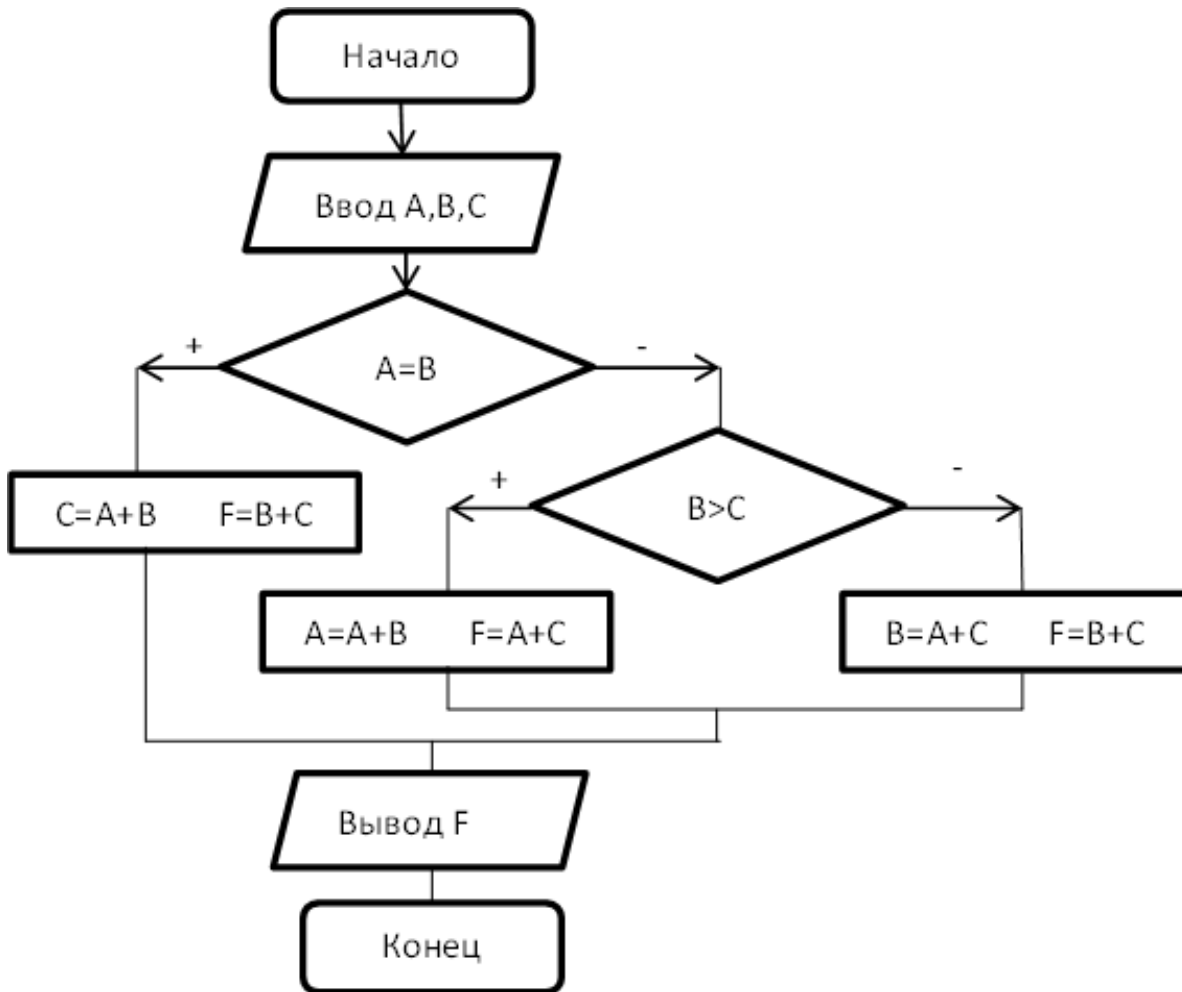 Начало
Ввод A,B,C
+
-
A=B
+
-
B>C
C=A+B F=B+C
A=A+B F=A+C
B=A+C F=B+C
Вывод F
Конец